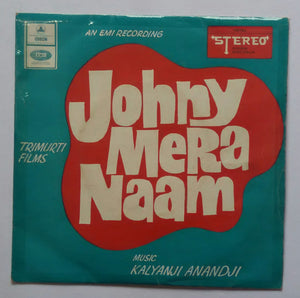 AN EMI RECORDING
STEREO
Johny
MERA
Naam
TRIMURTI
FILMS
MUSIC
KALYANJI ANANDJI